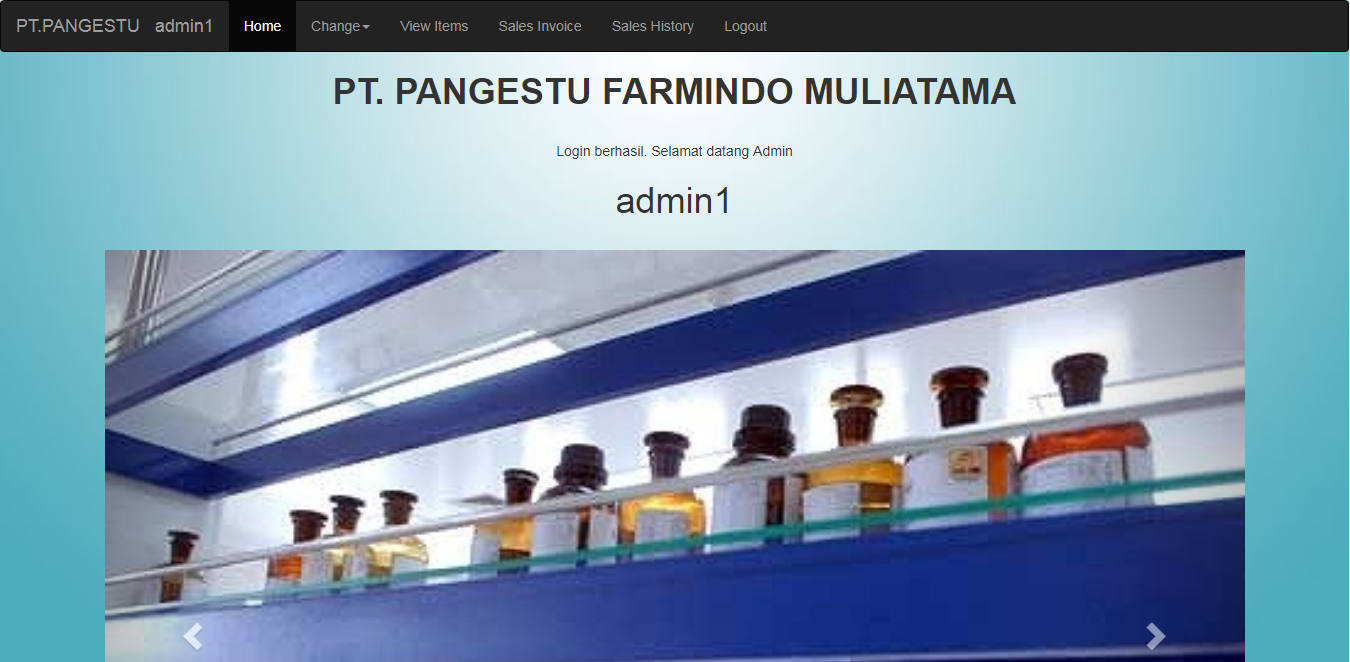 PT.PANGESTU admin1 Home Change View Items Sales Invoice Sales History Logout
PT. PANGESTU FARMINDO MULIATAMA
Login berhasil. Selamat datang Admin
admin1